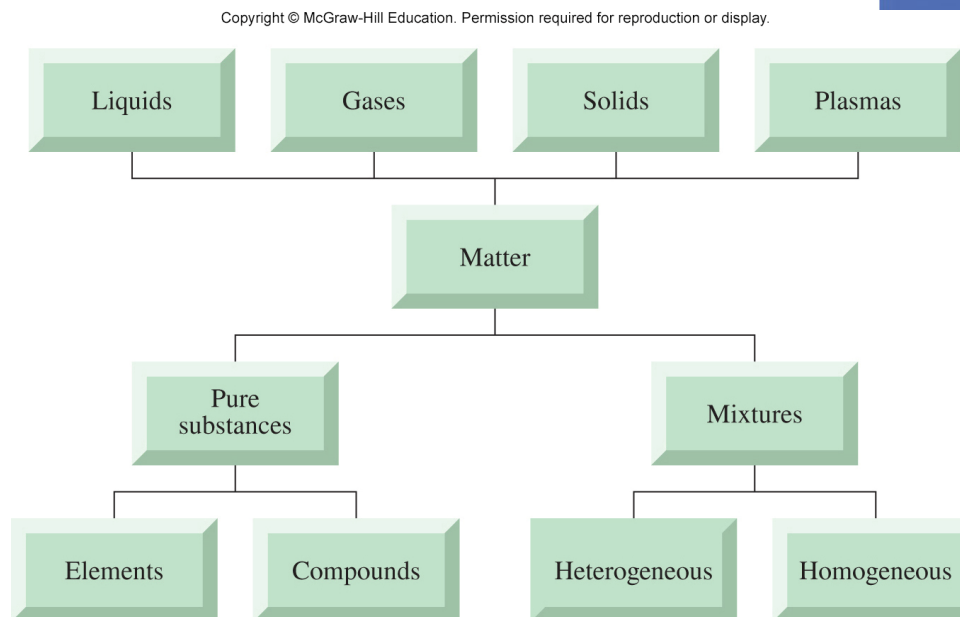 Copyright © McGraw-Hill Education. Permission required for reproduction or display.
Liquids
Gases
Solids
Plasmas
Matter
Pure
substances
Mixtures
Elements
Compounds
Heterogeneous
Homogeneous